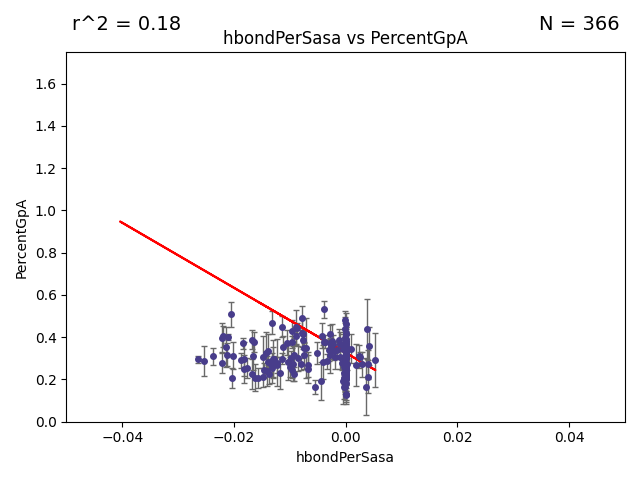 r^2 = 0.18
N = 366
hbondPerSasa vs PercentGpA
PercentGpA
1.6
1.4
1.2
1.0
0.8
0.6
0.4
0.2
0.0
−0.04 −0.02 0.00 0.02 0.04
hbondPerSasa